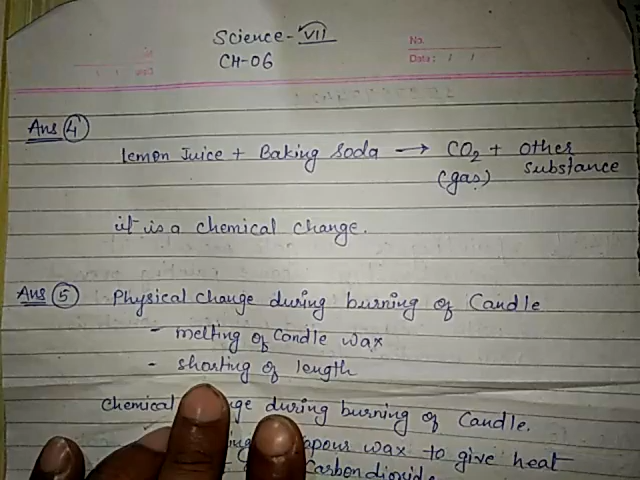 Science - VII
CH-06
No.
Date: / /
Ans 4
lemon Juice + Baking Soda → CO2 + other
(gas) substance
it is a chemical change.
Ans 5 Physical change during burning of Candle
- melting of Candle wax
- shorting of length
Chemical during burning of Candle.
wax to give heat